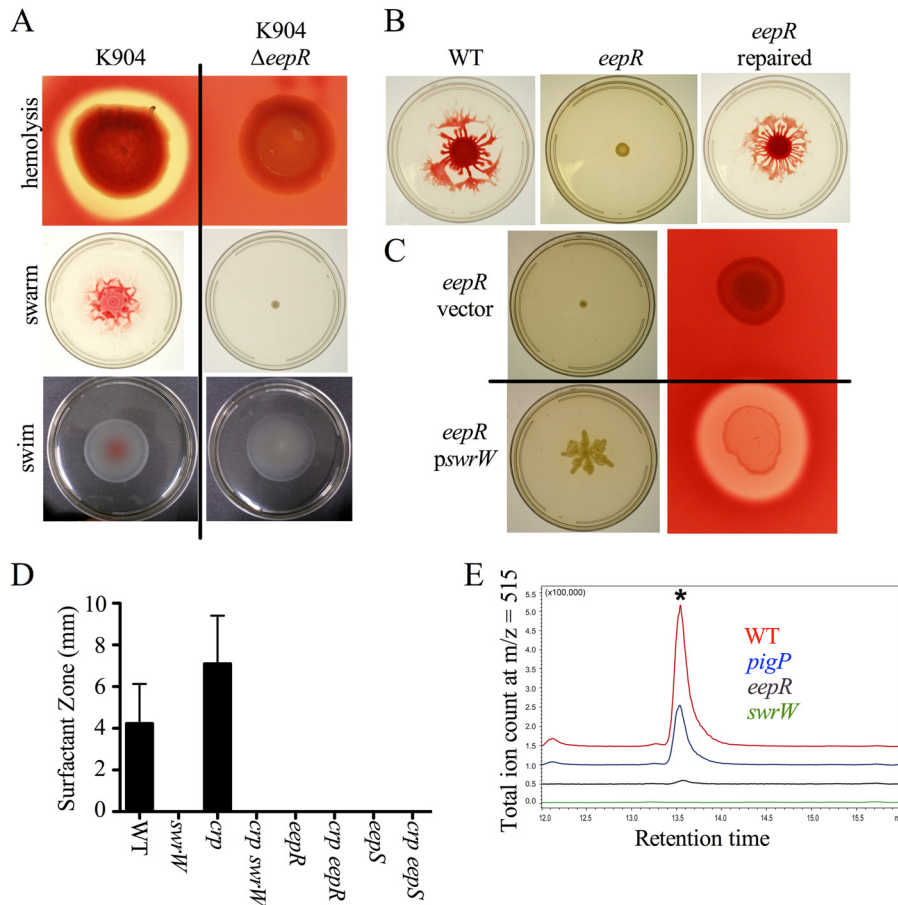 A
K904
K904
ΔeepR
hemolysis
swarm
swim
B
WT
eepR
eepR
repaired
C
eepR
vector
eepR
pswrW
D
Surfactant Zone (mm)
10
8
6
4
2
0
WT
swrW
crp
crp swrW
eepR
crp eepR
eepS
crp eepS
E
Total ion count at m/z = 515
(x100,000)
5.5
5.0
4.5
4.0
3.5
3.0
2.5
2.0
1.5
1.0
0.5
0.0
*
WT
pigP
eepR
swrW
12.0 12.5 13.0 13.5 14.0 14.5 15.0 15.5
Retention time